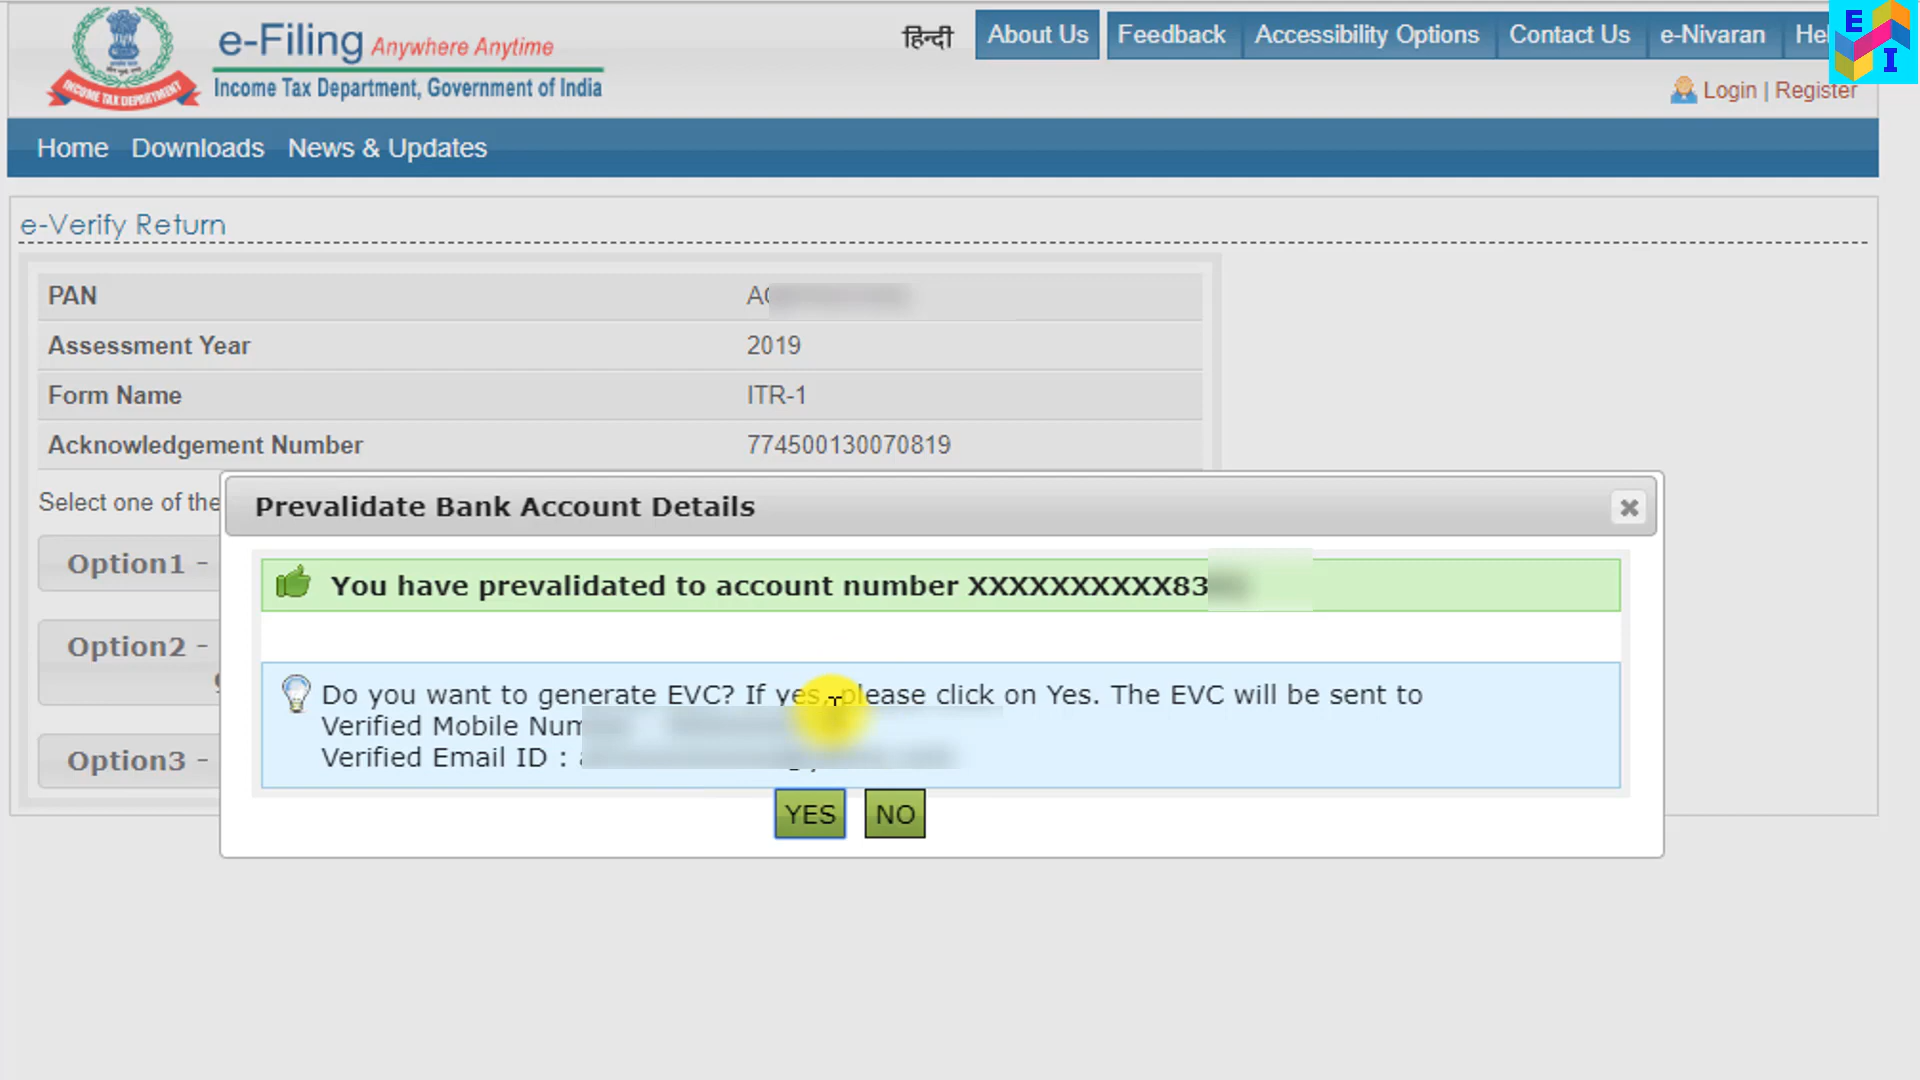 e-Filing Anywhere Anytime
Income Tax Department, Government of India
INCOME TAX DEPARTMENT
हिन्दी About Us Feedback Accessibility Options Contact Us e-Nivaran
E I
Login | Register
Home Downloads News & Updates
e-Verify Return
PAN
Assessment Year 2019
Form Name ITR-1
Acknowledgement Number 774500130070819
Select one of the
Option1 -
Option2 -
Option3 -
Prevalidate Bank Account Details
You have prevalidated to account number XXXXXXXXXX83
Do you want to generate EVC? If yes, please click on Yes. The EVC will be sent to
Verified Mobile
Verified Email ID :
YES NO